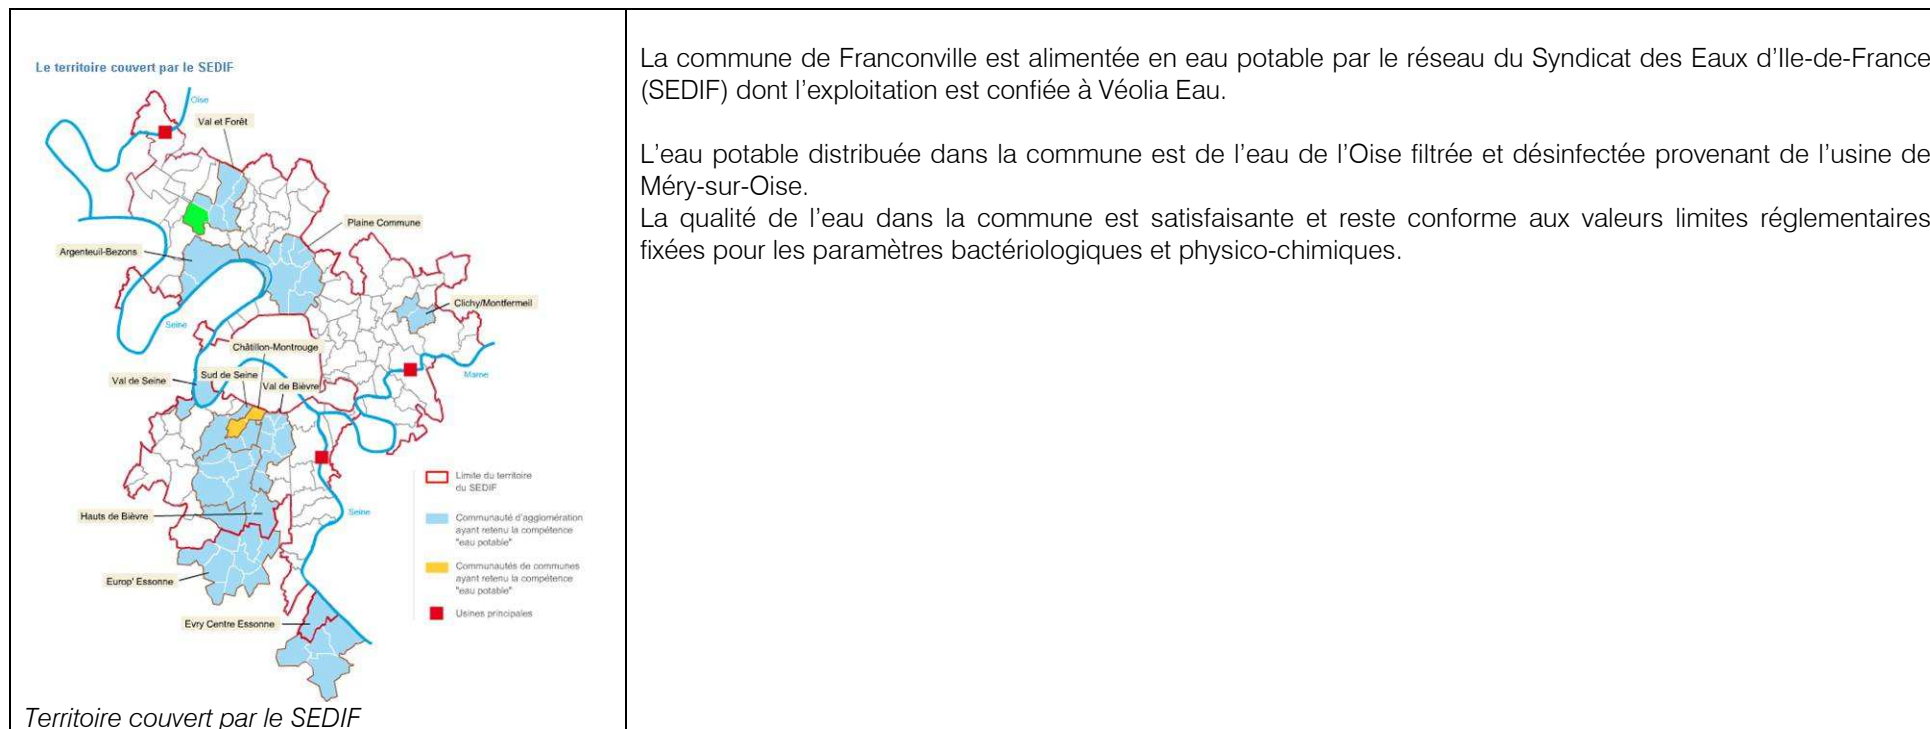 Le territoire couvert par le SEDIF
Oise
Val et Forêt
Plaine Commune
Argenteuil-Bezons
Clichy/Montfermeil
Seine
Châtillon-Montrouge
Marne
Val de Seine
Sud de Seine
Val de Bièvre
Limite du territoire
du SEDIF
Hauts de Bièvre
Seine
Communauté d'agglomération
ayant retenu la compétence
"eau potable"
Communautés de communes
ayant retenu la compétence
"eau potable"
Europ' Essonne
Usines principales
Evry Centre Essonne
Territoire couvert par le SEDIF
La commune de Franconville est alimentée en eau potable par le réseau du Syndicat des Eaux d'Ile-de-France
(SEDIF) dont l'exploitation est confiée à Véolia Eau.
L'eau potable distribuée dans la commune est de l'eau de l'Oise filtrée et désinfectée provenant de l'usine de
Méry-sur-Oise.
La qualité de l'eau dans la commune est satisfaisante et reste conforme aux valeurs limites réglementaires
fixées pour les paramètres bactériologiques et physico-chimiques.